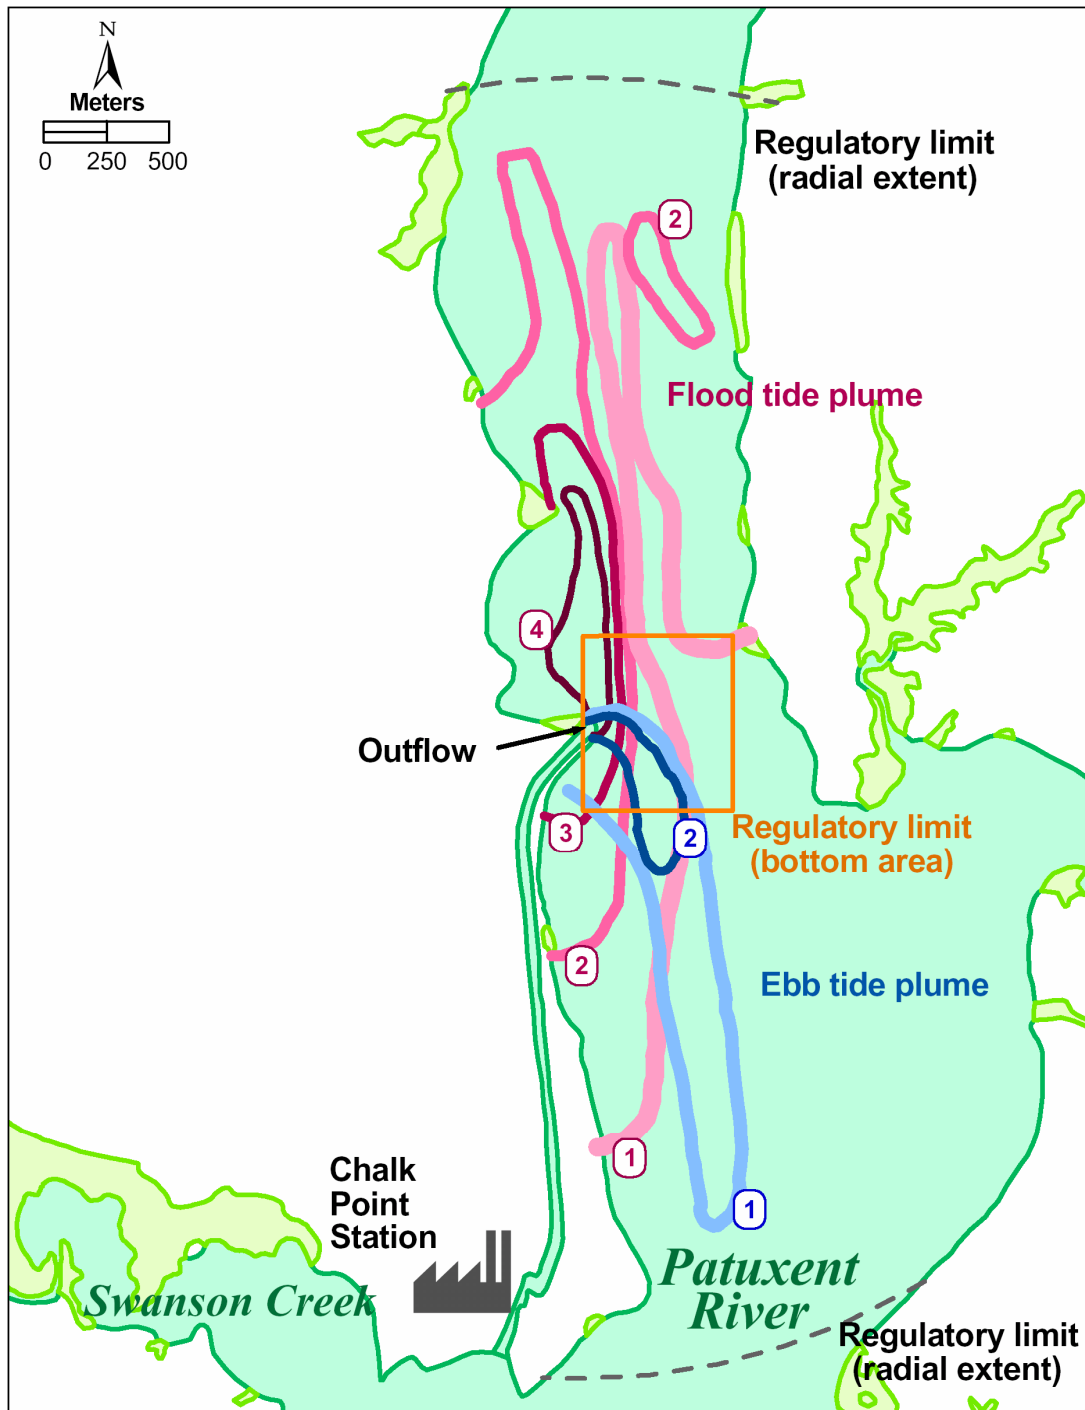 N
Meters
0 250 500
Regulatory limit
(radial extent)
2
Flood tide plume
4
Outflow
3
2
Regulatory limit
(bottom area)
2
Ebb tide plume
1
1
Chalk
Point
Station
Swanson Creek
Patuxent
River
Regulatory limit
(radial extent)